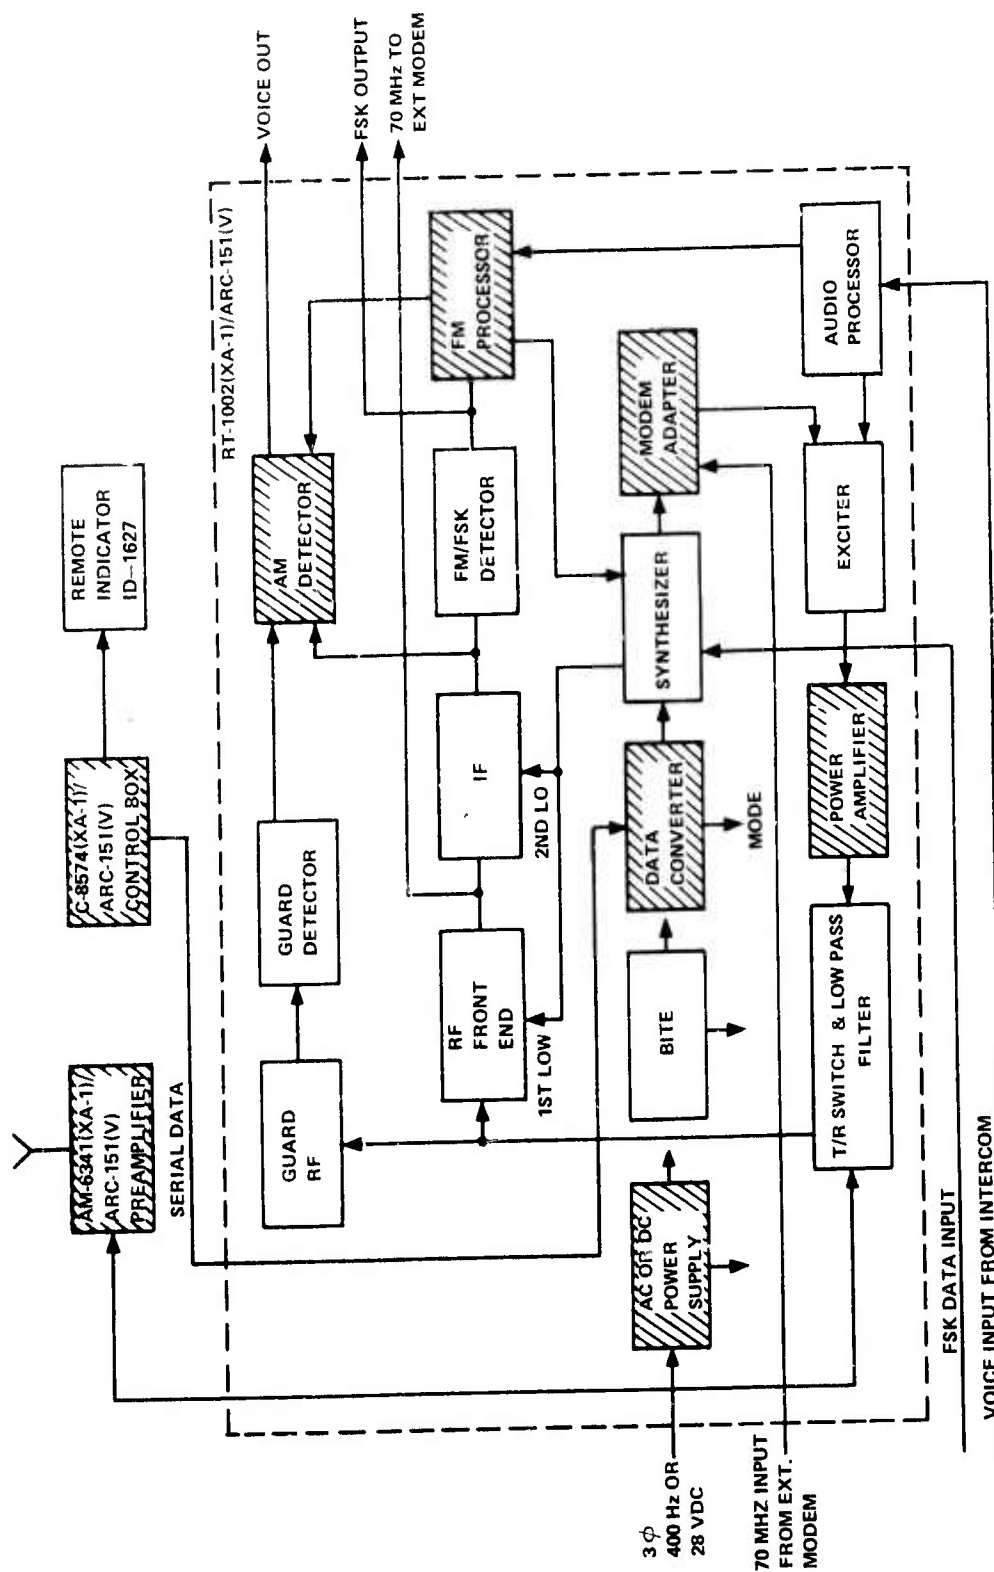 AM-6341(XA-1)/
ARC-151(V)
PREAMPLIFIER
C-8574(XA-1)/
ARC-151(V)
CONTROL BOX
REMOTE
INDICATOR
ID-1627
SERIAL DATA
RT-1002(XA-1)/ARC-151(V)
VOICE OUT
FSK OUTPUT
70 MHz TO
EXT MODEM
GUARD
RF
GUARD
DETECTOR
AM
DETECTOR
RF
FRONT
END
IF
FM/FSK
DETECTOR
FM
PROCESSOR
1ST LOW
2ND LO
3 ϕ
400 Hz OR
28 VDC
AC OR DC
POWER
SUPPLY
BITE
DATA
CONVERTER
SYNTHESIZER
MODEM
ADAPTER
MODE
70 MHZ INPUT
FROM EXT.
MODEM
T/R SWITCH & LOW PASS
FILTER
POWER
AMPLIFIER
EXCITER
AUDIO
PROCESSOR
FSK DATA INPUT
VOICE INPUT FROM INTERCOM